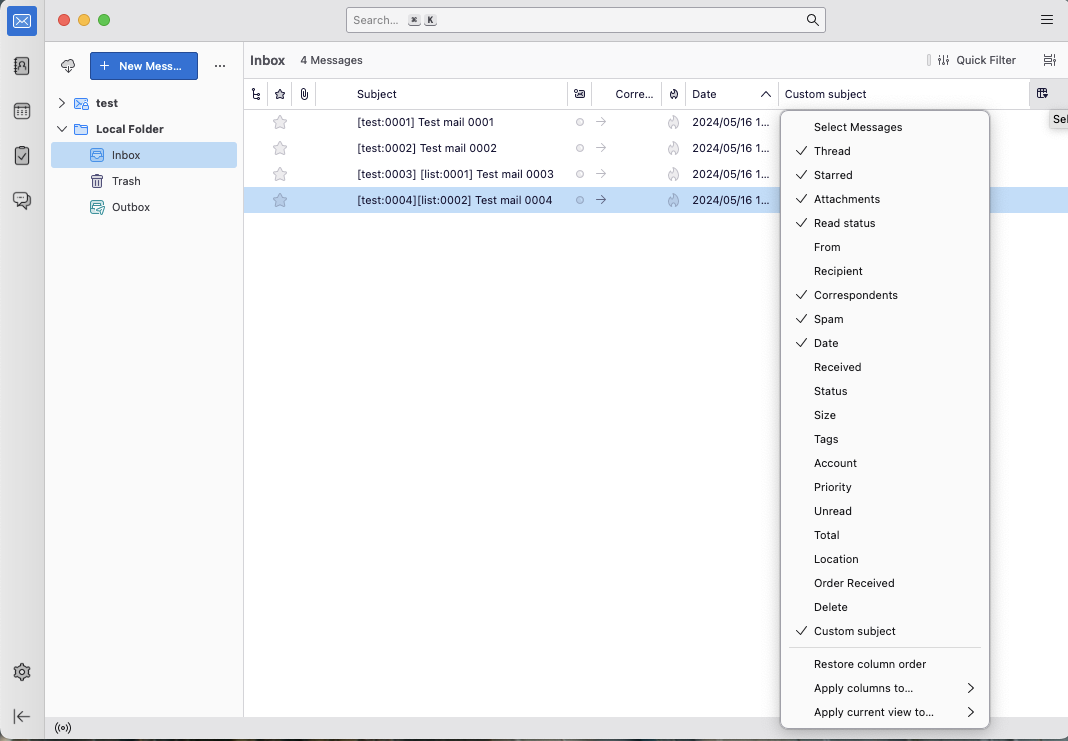 Search... ⌘ K
+ New Mess... ...
Inbox 4 Messages Quick Filter
Subject Corre... Date Custom subject
Sel
test
Local Folder
Inbox
Trash
Outbox
[test:0001] Test mail 0001 2024/05/16 1...
[test:0002] Test mail 0002 2024/05/16 1...
[test:0003] [list:0001] Test mail 0003 2024/05/16 1...
[test:0004][list:0002] Test mail 0004 2024/05/16 1...
Select Messages
Thread
Starred
Attachments
Read status
From
Recipient
Correspondents
Spam
Date
Received
Status
Size
Tags
Account
Priority
Unread
Total
Location
Order Received
Delete
Custom subject
Restore column order
Apply columns to...
Apply current view to...